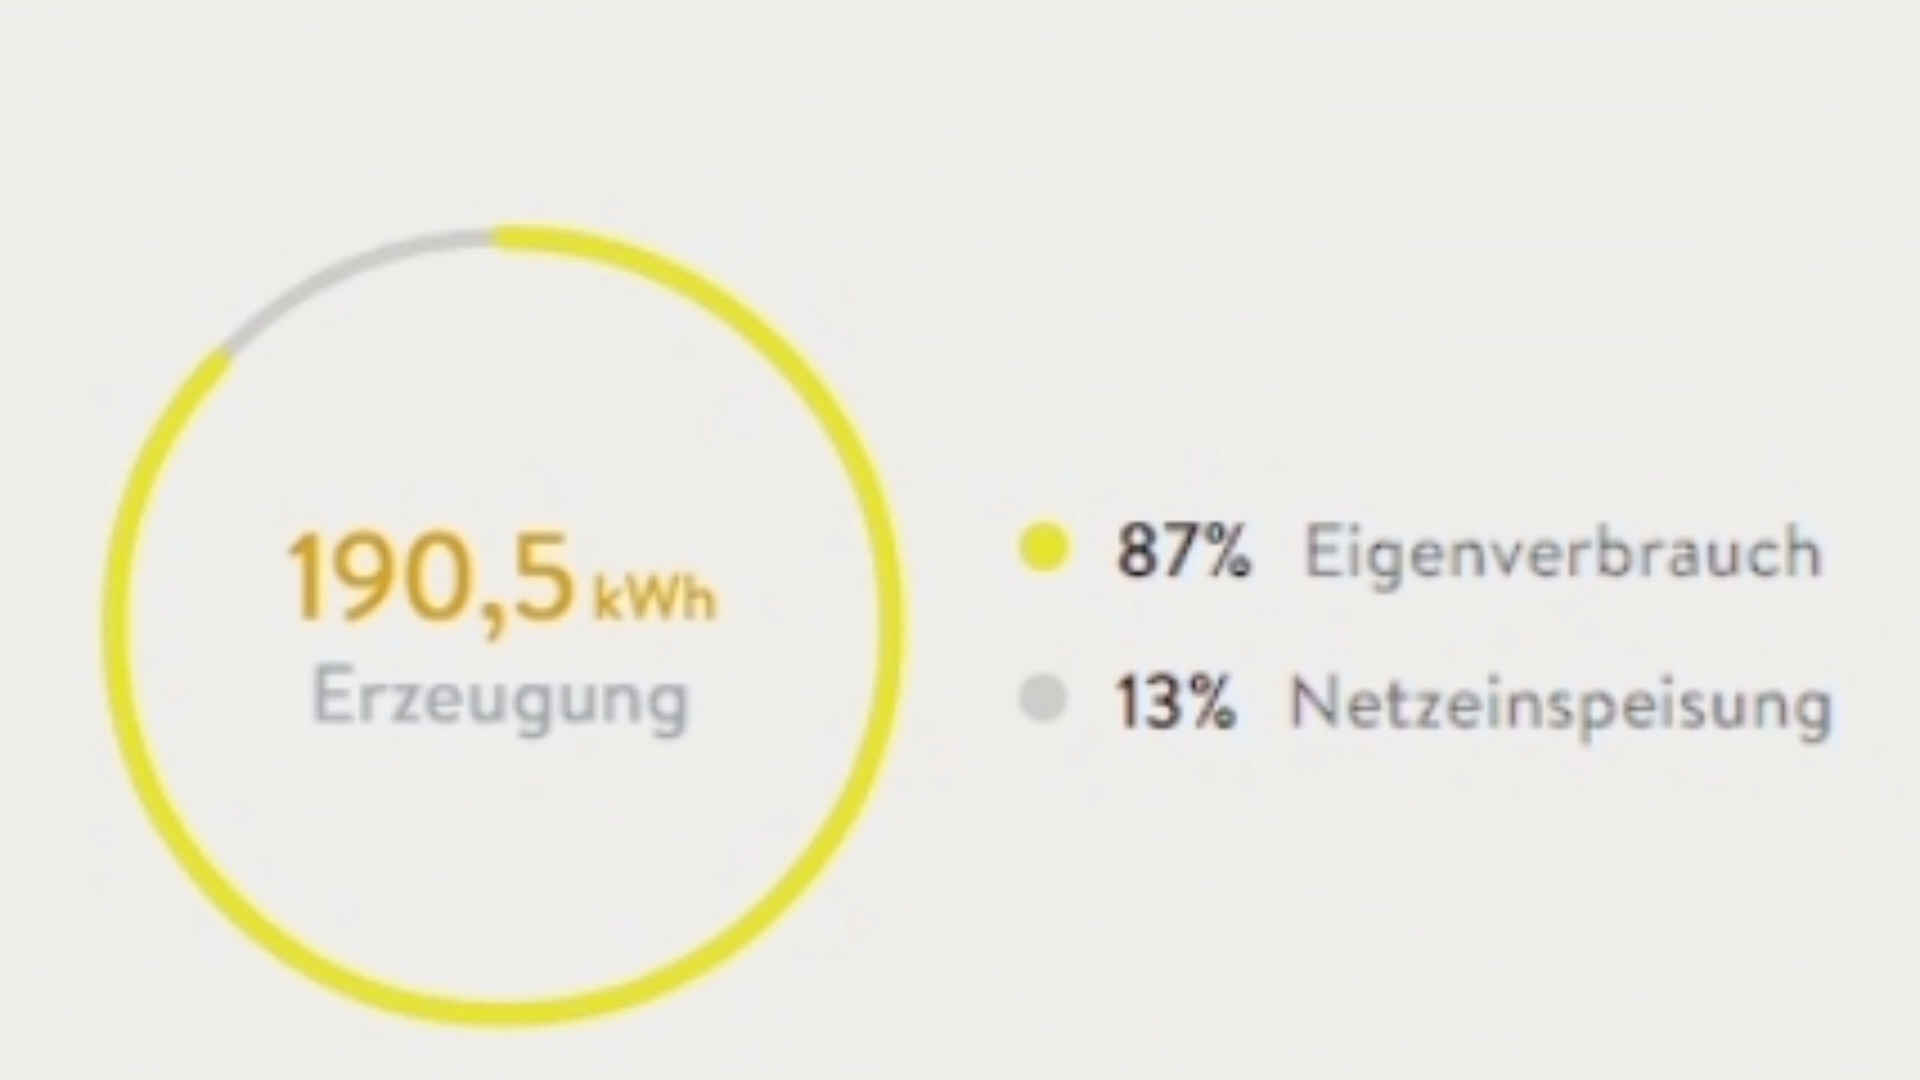 190,5 kWh
Erzeugung
87% Eigenverbrauch
13% Netzeinspeisung